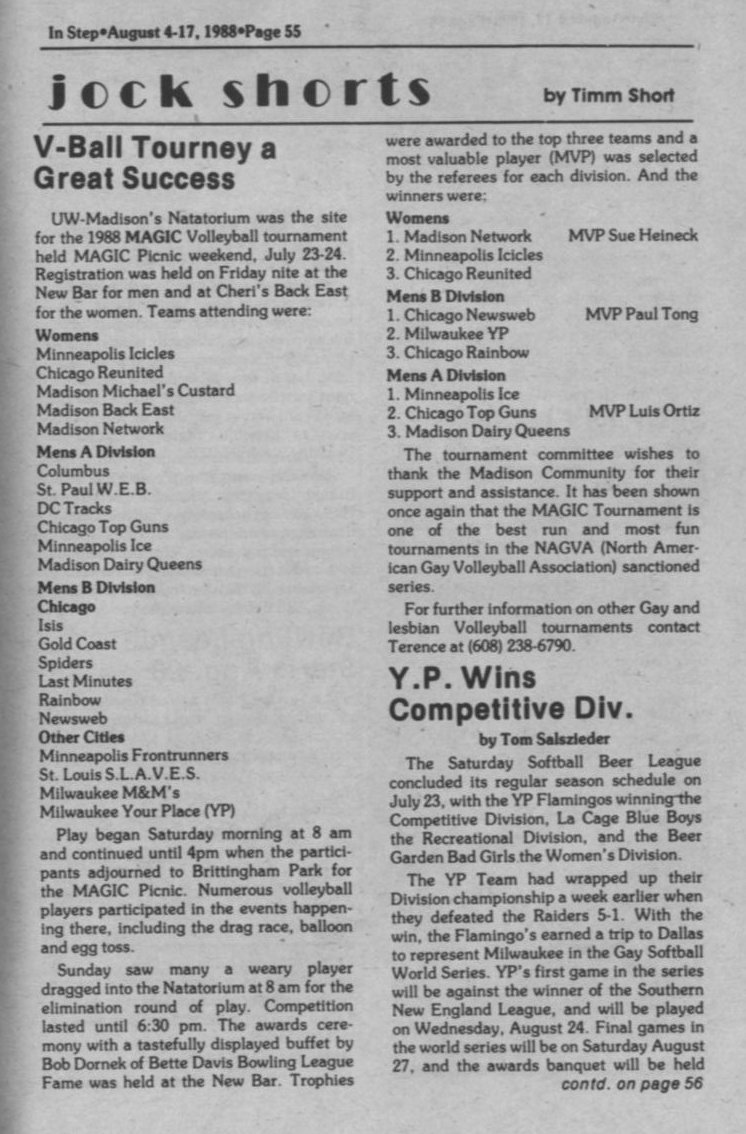 In Step•August 4-17, 1988•Page 55
jock shorts
by Timm Short
V-Ball Tourney a
Great Success
UW-Madison's Natatorium was the site
for the 1988 MAGIC Volleyball tournament
held MAGIC Picnic weekend, July 23-24.
Registration was held on Friday nite at the
New Bar for men and at Cheri's Back East
for the women. Teams attending were:
Womens
Minneapolis Icicles
Chicago Reunited
Madison Michael's Custard
Madison Back East
Madison Network
Mens A Division
Columbus
St. Paul W.E.B.
DC Tracks
Chicago Top Guns
Minneapolis Ice
Madison Dairy Queens
Mens B Division
Chicago
Isis
Gold Coast
Spiders
Last Minutes
Rainbow
Newsweb
Other Cities
Minneapolis Frontrunners
St. Louis S.L.A.V.E.S.
Milwaukee M&M's
Milwaukee Your Place (YP)
Play began Saturday morning at 8 am
and continued until 4pm when the partici-
pants adjourned to Brittingham Park for
the MAGIC Picnic. Numerous volleyball
players participated in the events happen-
ing there, including the drag race, balloon
and egg toss.
Sunday saw many a weary player
dragged into the Natatorium at 8 am for the
elimination round of play. Competition
lasted until 6:30 pm. The awards cere-
mony with a tastefully displayed buffet by
Bob Dornek of Bette Davis Bowling League
Fame was held at the New Bar. Trophies
were awarded to the top three teams and a
most valuable player (MVP) was selected
by the referees for each division. And the
winners were;
Womens
1. Madison Network MVP Sue Heineck
2. Minneapolis Icicles
3. Chicago Reunited
Mens B Division
1. Chicago Newsweb MVP Paul Tong
2. Milwaukee YP
3. Chicago Rainbow
Mens A Division
1. Minneapolis Ice
2. Chicago Top Guns MVP Luis Ortiz
3. Madison Dairy Queens
The tournament committee wishes to
thank the Madison Community for their
support and assistance. It has been shown
once again that the MAGIC Tournament is
one of the best run and most fun
tournaments in the NAGVA (North Amer-
ican Gay Volleyball Association) sanctioned
series.
For further information on other Gay and
lesbian Volleyball tournaments contact
Terence at (608) 238-6790.
Y.P. Wins
Competitive Div.
by Tom Salszieder
The Saturday Softball Beer League
concluded its regular season schedule on
July 23, with the YP Flamingos winning the
Competitive Division, La Cage Blue Boys
the Recreational Division, and the Beer
Garden Bad Girls the Women's Division.
The YP Team had wrapped up their
Division championship a week earlier when
they defeated the Raiders 5-1. With the
win, the Flamingo's earned a trip to Dallas
to represent Milwaukee in the Gay Softball
World Series. YP's first game in the series
will be against the winner of the Southern
New England League, and will be played
on Wednesday, August 24. Final games in
the world series will be on Saturday August
27, and the awards banquet will be held
contd. on page 56